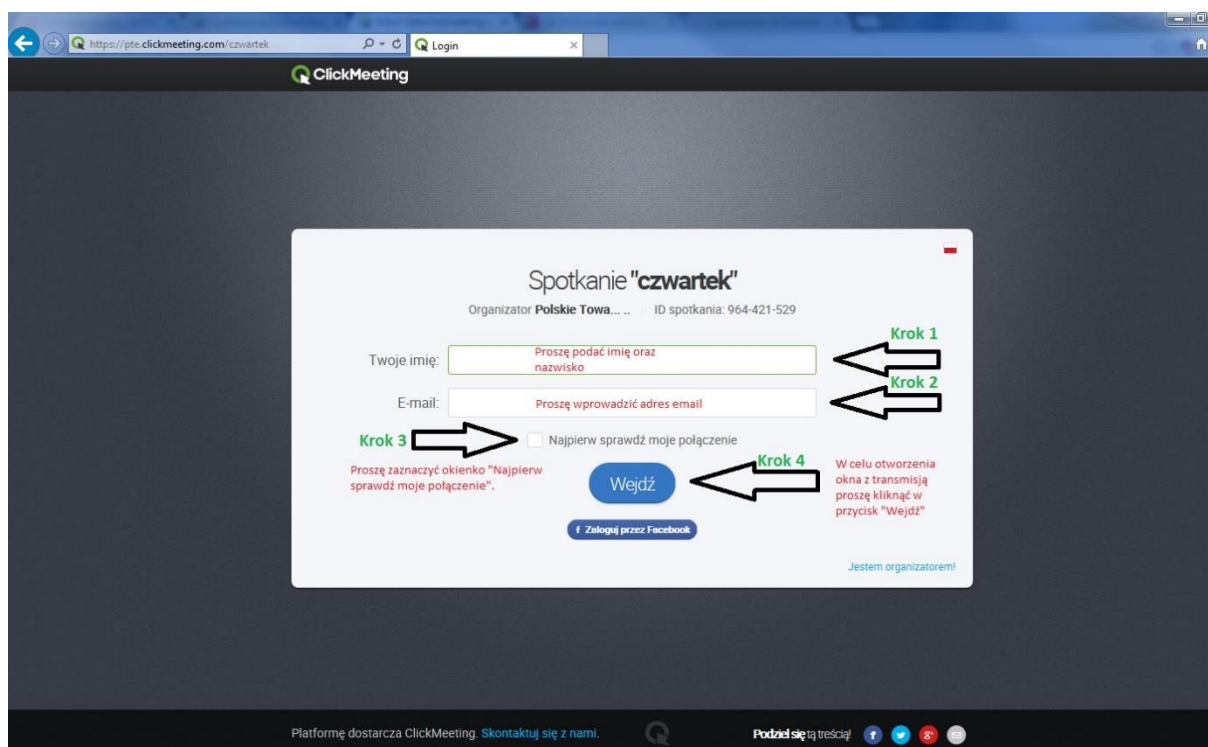 https://pte.clickmeeting.com/czwartek
Login
ClickMeeting
Spotkanie "czwartek"
Organizator Polskie Towa... .. ID spotkania: 964-421-529
Krok 1
Twoje imię:
Proszę podać imię oraz
nazwisko
Krok 2
E-mail:
Proszę wprowadzić adres email
Krok 3
Najpierw sprawdź moje połączenie
Proszę zaznaczyć okienko "Najpierw
sprawdź moje połączenie".
Wejdź
Krok 4
W celu otworzenia
okna z transmisją
proszę kliknąć w
przycisk "Wejdź"
f Zaloguj przez Facebook
Jestem organizatorem!
Platformę dostarcza ClickMeeting. Skontaktuj się z nami.
Podziel się tą treścią!